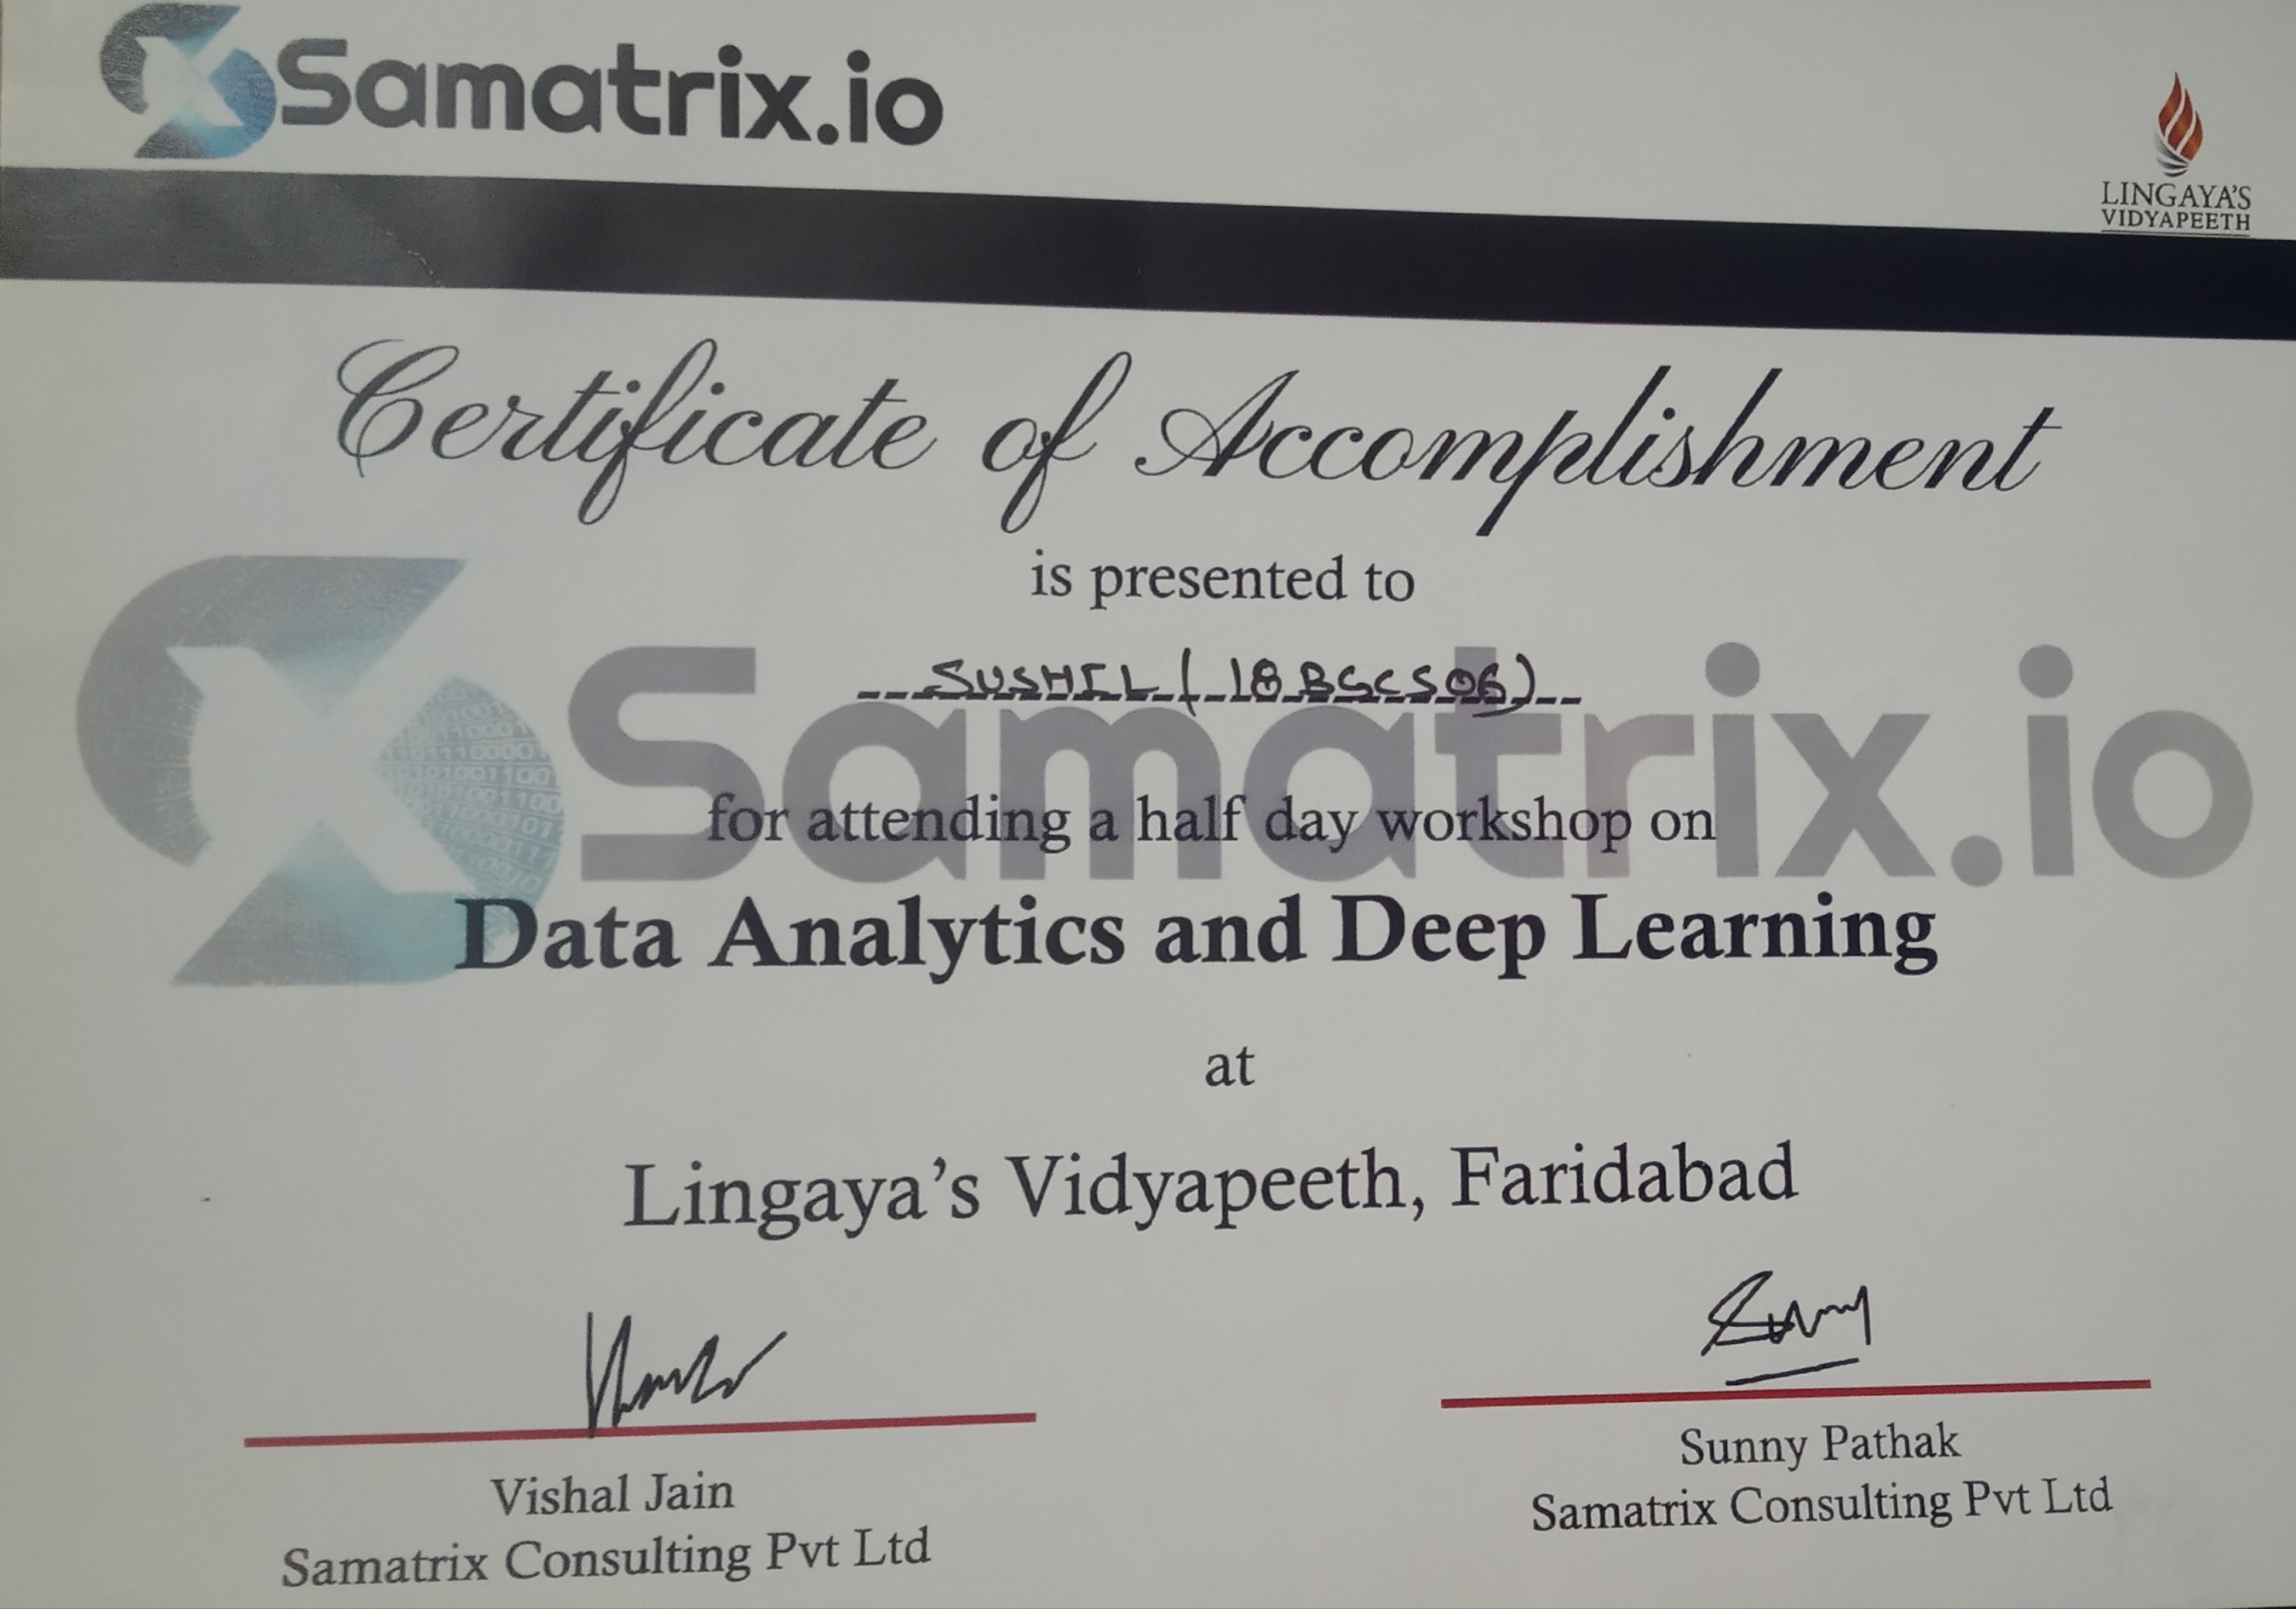 Samatrix.io
LINGAYA'S
VIDYAPEETH
Certificate of Accomplishment
is presented to
SUSHIL (18BSCS06)
Samatrix.io
for attending a half day workshop on
Data Analytics and Deep Learning
at
Lingaya's Vidyapeeth, Faridabad
Sunny
Vishal Jain
Samatrix Consulting Pvt Ltd
Sunny Pathak
Samatrix Consulting Pvt Ltd